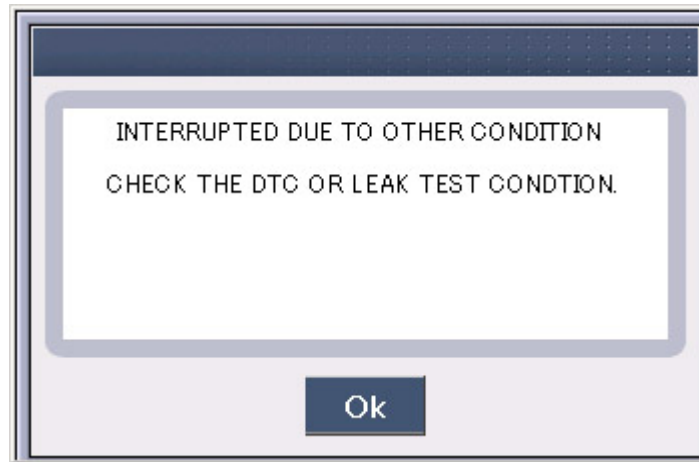 INTERRUPTED DUE TO OTHER CONDITION
CHECK THE DTC OR LEAK TEST CONDTION.
Ok